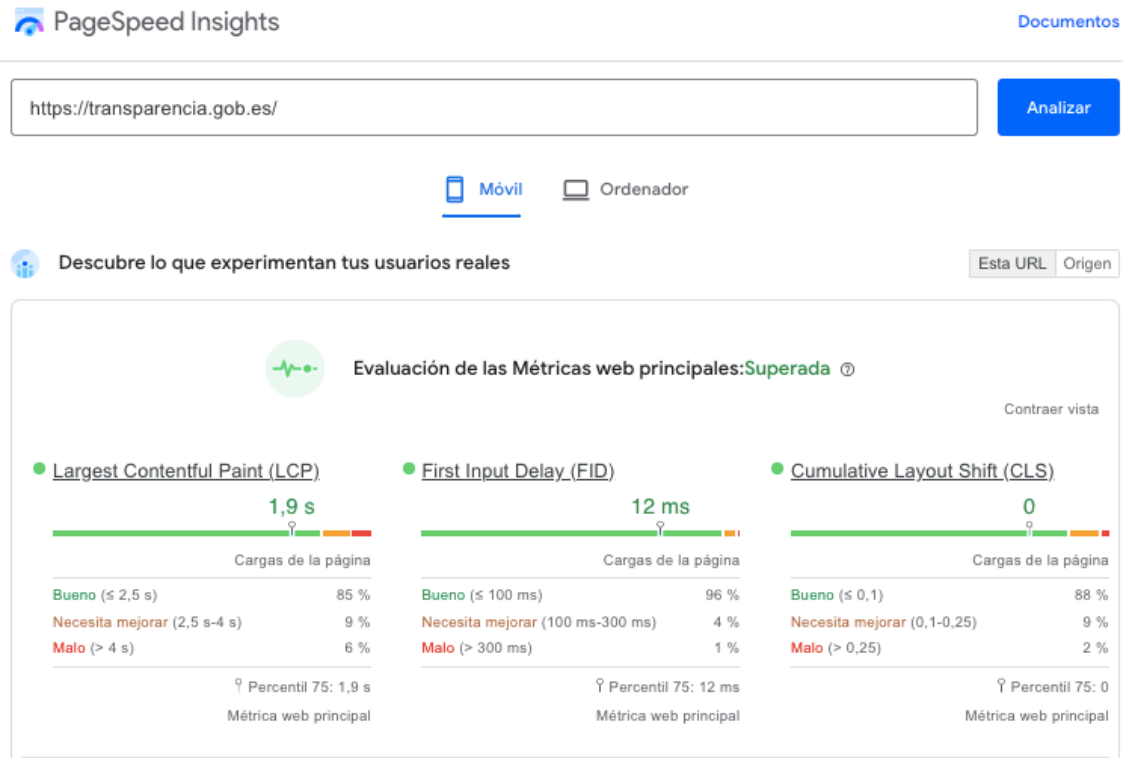 PageSpeed Insights
Documentos
https://transparencia.gob.es/
Analizar
Móvil
Ordenador
Descubre lo que experimentan tus usuarios reales
Esta URL
Origen
Evaluación de las Métricas web principales:Superada
Contraer vista
Largest Contentful Paint (LCP)
1,9 s
Cargas de la página
Bueno (≤ 2,5 s) 85 %
Necesita mejorar (2,5 s-4 s) 9 %
Malo (> 4 s) 6 %
Percentil 75: 1,9 s
Métrica web principal
First Input Delay (FID)
12 ms
Cargas de la página
Bueno (≤ 100 ms) 96 %
Necesita mejorar (100 ms-300 ms) 4 %
Malo (> 300 ms) 1 %
Percentil 75: 12 ms
Métrica web principal
Cumulative Layout Shift (CLS)
0
Cargas de la página
Bueno (≤ 0,1) 88 %
Necesita mejorar (0,1-0,25) 9 %
Malo (> 0,25) 2 %
Percentil 75: 0
Métrica web principal